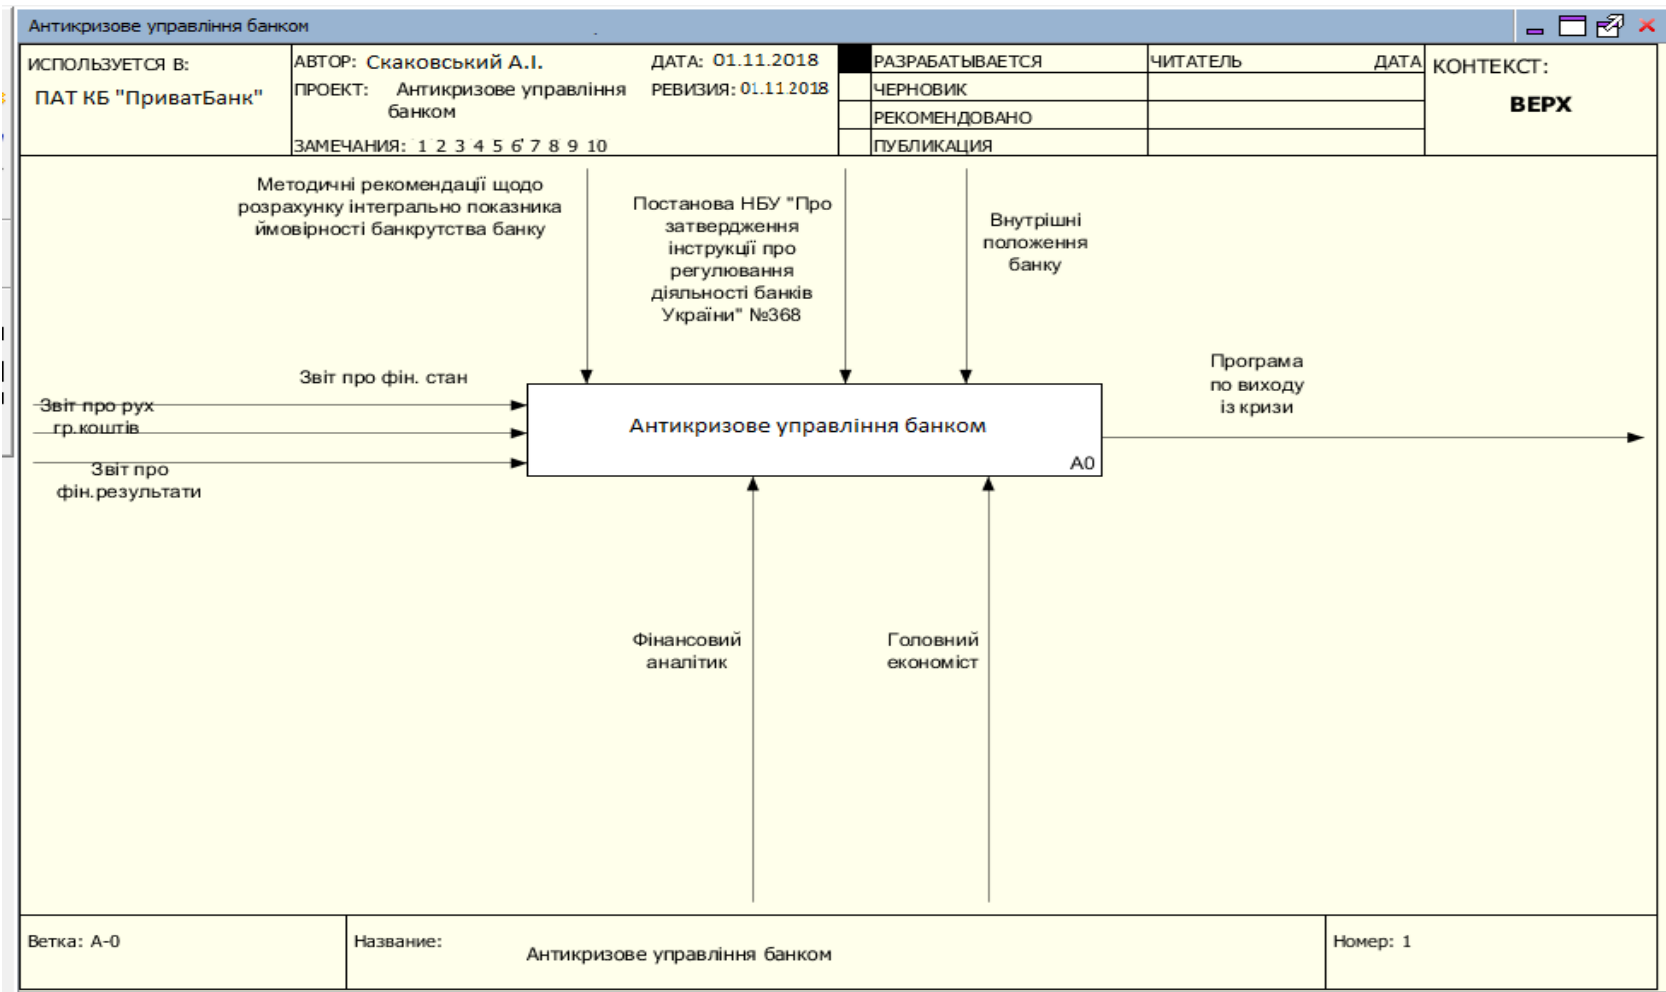 Антикризове управління банком
ИСПОЛЬЗУЕТСЯ В:
ПАТ КБ "ПриватБанк"
АВТОР: Скаковський А.І.
ДАТА: 01.11.2018
ПРОЕКТ: Антикризове управління
банком
РЕВИЗИЯ: 01.11.2018
ЗАМЕЧАНИЯ: 1 2 3 4 5 6 7 8 9 10
РАЗРАБАТЫВАЕТСЯ
ЧЕРНОВИК
РЕКОМЕНДОВАНО
ПУБЛИКАЦИЯ
ЧИТАТЕЛЬ
ДАТА
КОНТЕКСТ:
ВЕРХ
Методичні рекомендації щодо
розрахунку інтегрально показника
ймовірності банкрутства банку
Постанова НБУ "Про
затвердження
інструкції про
регулювання
діяльності банків
України" №368
Внутрішні
положення
банку
Звіт про фін. стан
Звіт про рух
гр.коштів
Звіт про
фін.результати
Антикризове управління банком
A0
Програма
по виходу
із кризи
Фінансовий
аналітик
Головний
економіст
Ветка: A-0
Название:
Антикризове управління банком
Номер: 1